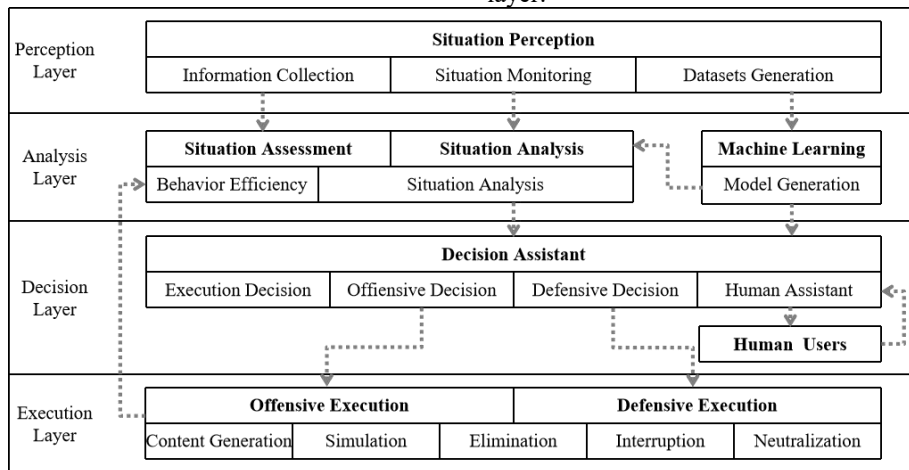 layer.
Perception
Layer
Situation Perception
Information Collection Situation Monitoring Datasets Generation
Analysis
Layer
Situation Assessment Situation Analysis Machine Learning
Behavior Efficiency Situation Analysis Model Generation
Decision
Layer
Decision Assistant
Execution Decision Offiensive Decision Defensive Decision Human Assistant
Human Users
Execution
Layer
Offensive Execution Defensive Execution
Content Generation Simulation Elimination Interruption Neutralization